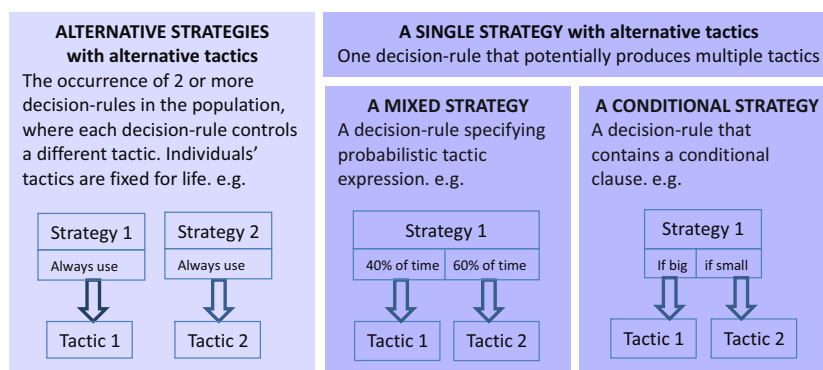 ALTERNATIVE STRATEGIES
with alternative tactics
The occurrence of 2 or more
decision-rules in the population,
where each decision-rule controls
a different tactic. Individuals’
tactics are fixed for life. e.g.
Strategy 1
Always use
Tactic 1
Strategy 2
Always use
Tactic 2
A SINGLE STRATEGY with alternative tactics
One decision-rule that potentially produces multiple tactics
A MIXED STRATEGY
A decision-rule specifying
probabilistic tactic
expression. e.g.
Strategy 1
40% of time
60% of time
Tactic 1
Tactic 2
A CONDITIONAL STRATEGY
A decision-rule that
contains a conditional
clause. e.g.
Strategy 1
If big
if small
Tactic 1
Tactic 2